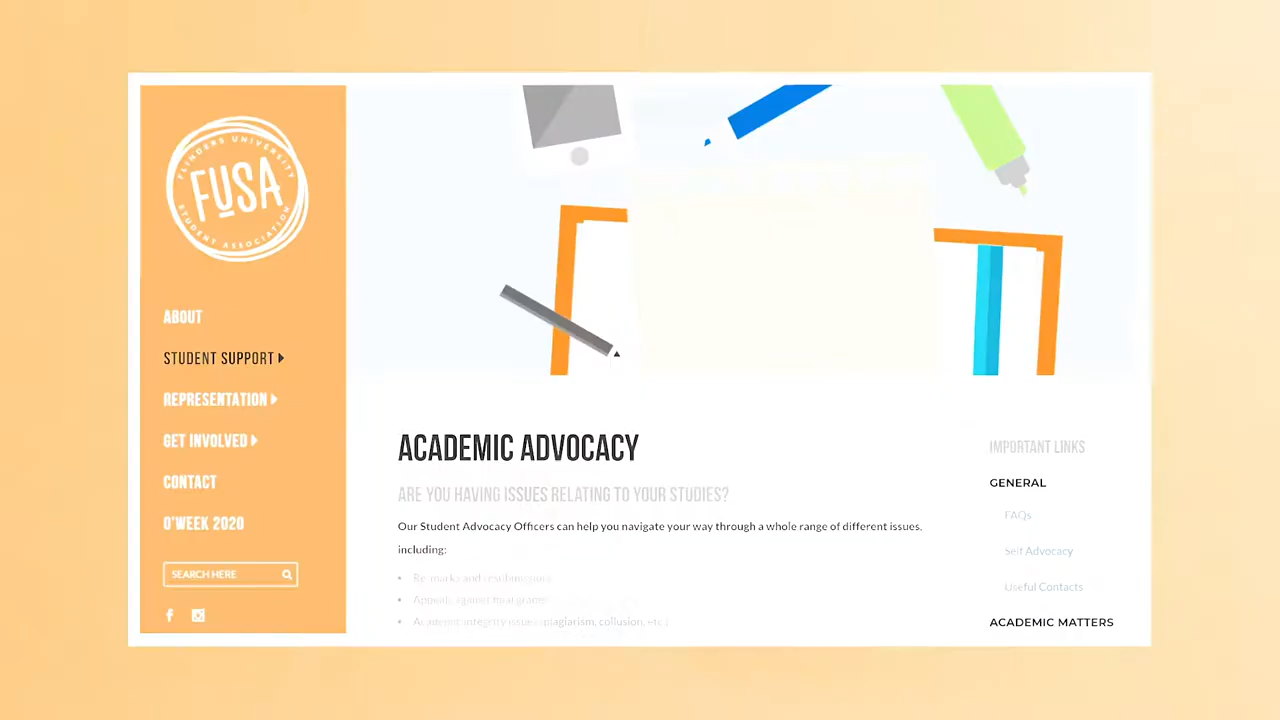 FLINDERS UNIVERSITY
FUSA
STUDENT ASSOCIATION
ABOUT
STUDENT SUPPORT
REPRESENTATION
GET INVOLVED
CONTACT
O'WEEK 2020
SEARCH HERE
ACADEMIC ADVOCACY
ARE YOU HAVING ISSUES RELATING TO YOUR STUDIES?
Our Student Advocacy Officers can help you navigate your way through a whole range of different issues,
including:
• Re-marks and resubmissions
• Appeals against final grades
• Academic integrity issues (plagiarism, collusion, etc.)
IMPORTANT LINKS
GENERAL
FAQs
Self Advocacy
Useful Contacts
ACADEMIC MATTERS